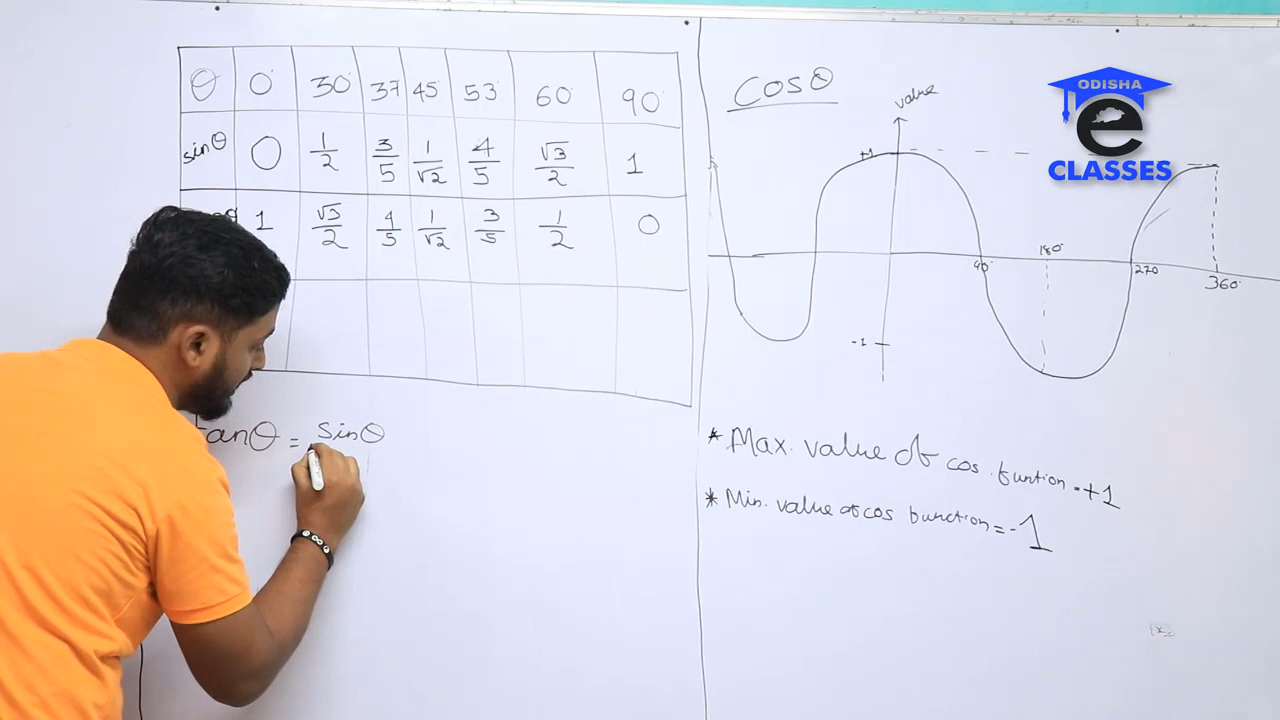 θ 0° 30° 37° 45° 53° 60° 90°
sinθ 0 1/2 3/5 1/√2 4/5 √3/2 1
1 √3/2 4/5 1/√2 3/5 1/2 0
tanθ = sinθ
COSθ
value
+1
90°
180°
270
360°
-1
* Max. value of cos. funtion = +1
* Min. value of cos function = -1
ODISHA
e
CLASSES